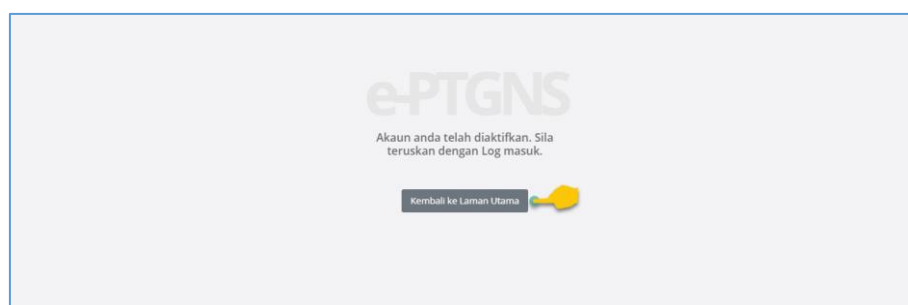 e-PTGNS
Akaun anda telah diaktifkan. Sila
teruskan dengan Log masuk.
Kembali ke Laman Utama